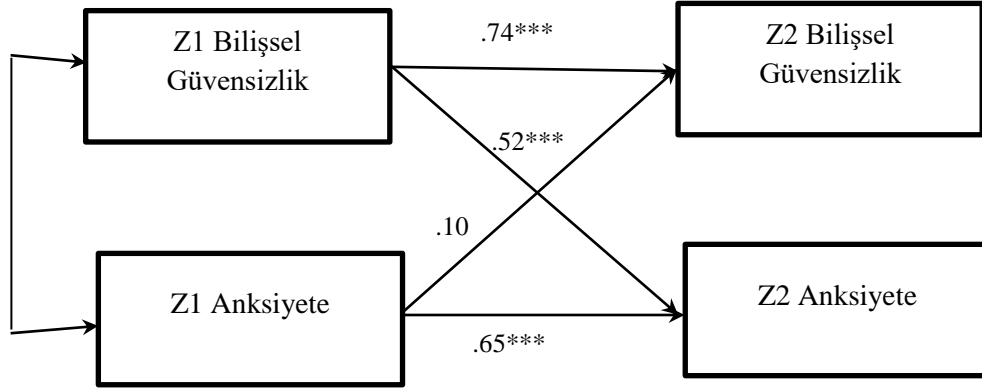 Z1 Bilişsel
Güvensizlik
.74***
Z2 Bilişsel
Güvensizlik
.52***
.10
Z1 Anksiyete
Z2 Anksiyete
.65***